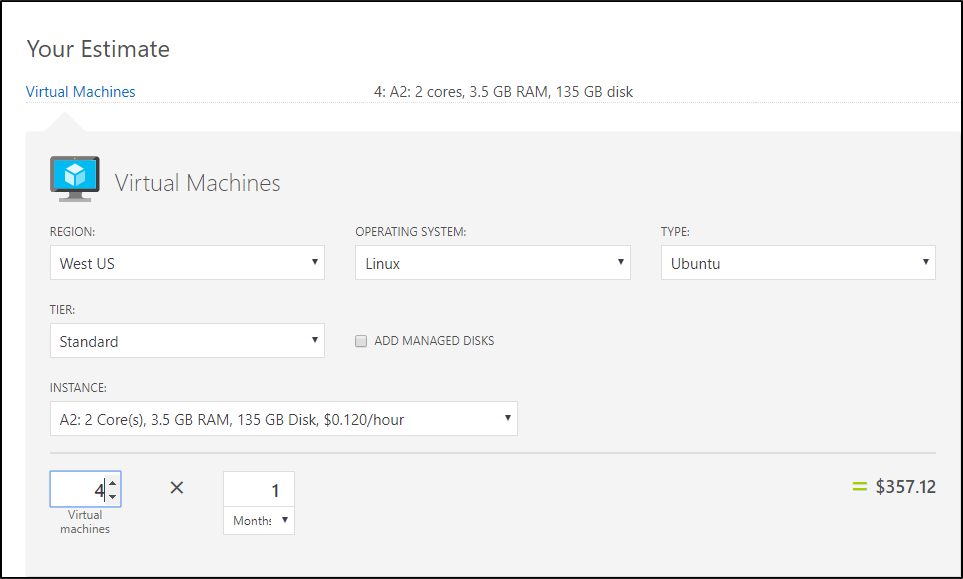 Your Estimate
Virtual Machines 4: A2: 2 cores, 3.5 GB RAM, 135 GB disk
Virtual Machines
REGION: OPERATING SYSTEM: TYPE:
West US Linux Ubuntu
TIER:
Standard ADD MANAGED DISKS
INSTANCE:
A2: 2 Core(s), 3.5 GB RAM, 135 GB Disk, $0.120/hour
4 × 1 = $357.12
Virtual Months
machines